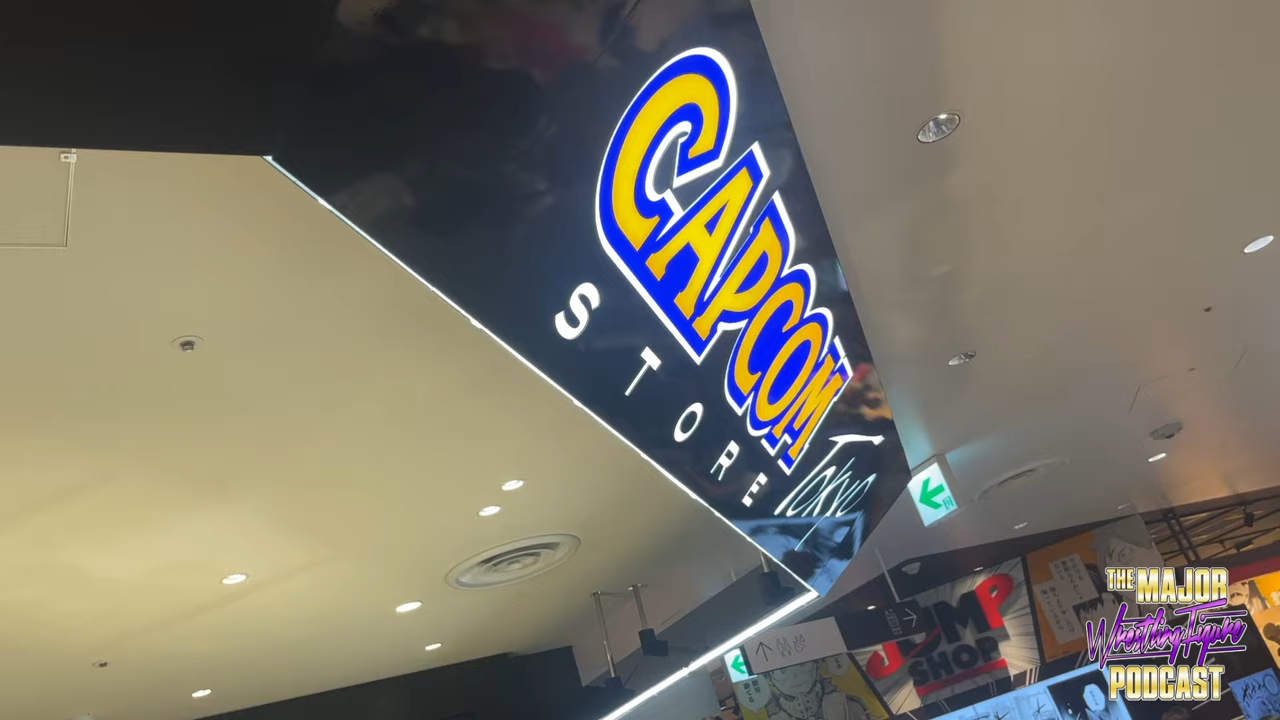 CAPCOM
STORE
Tokyo
JUMP
SHOP
THE MAJOR
Wrestling Figure
PODCAST